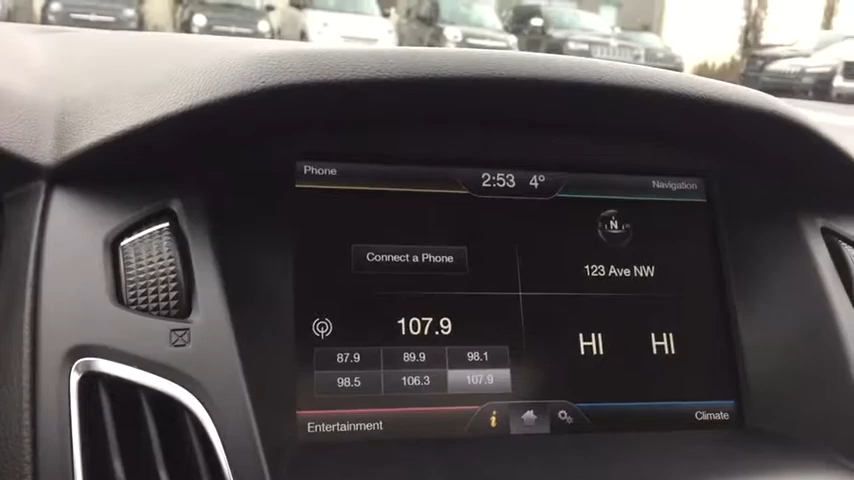 Phone
2:53 4°
Navigation
N
Connect a Phone
123 Ave NW
107.9
87.9 89.9 98.1
98.5 106.3 107.9
HI HI
Entertainment
i
Climate